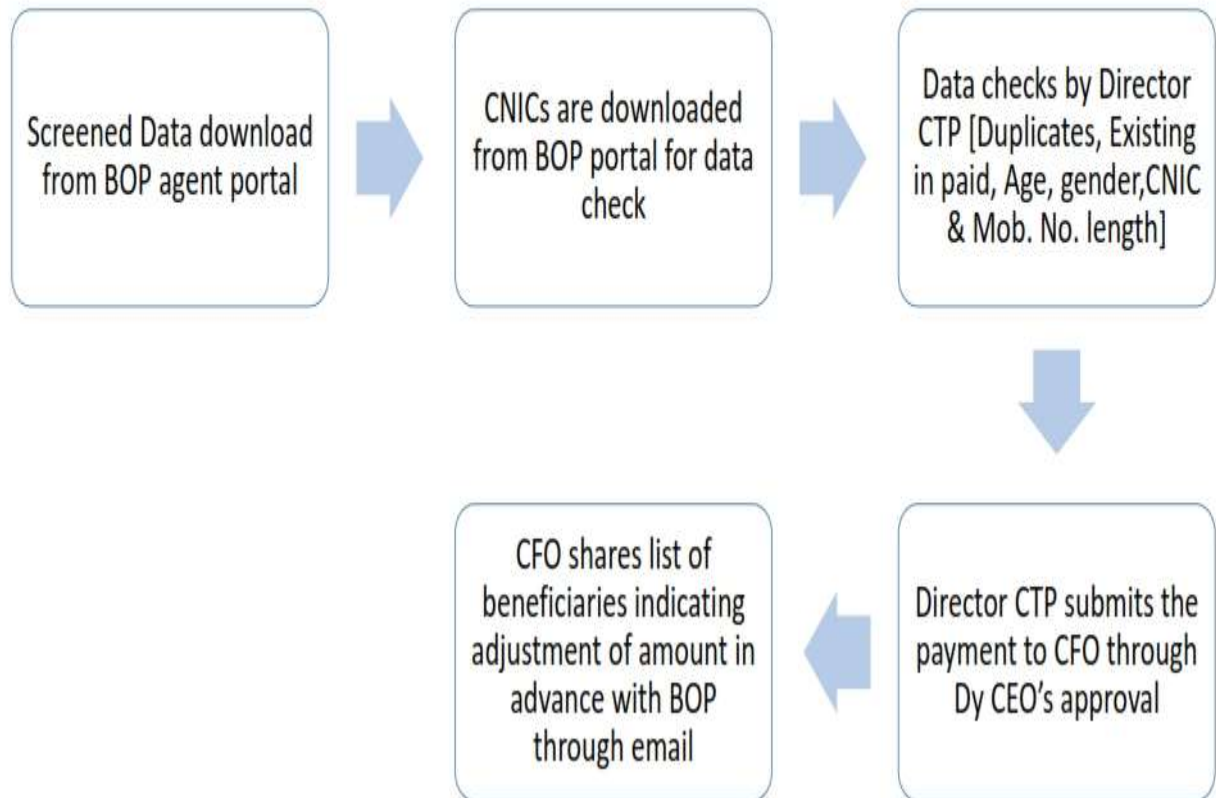 Screened Data download
from BOP agent portal
CNICs are downloaded
from BOP portal for data
check
Data checks by Director
CTP [Duplicates, Existing
in paid, Age, gender,CNIC
& Mob. No. length]
Director CTP submits the
payment to CFO through
Dy CEO’s approval
CFO shares list of
beneficiaries indicating
adjustment of amount in
advance with BOP
through email